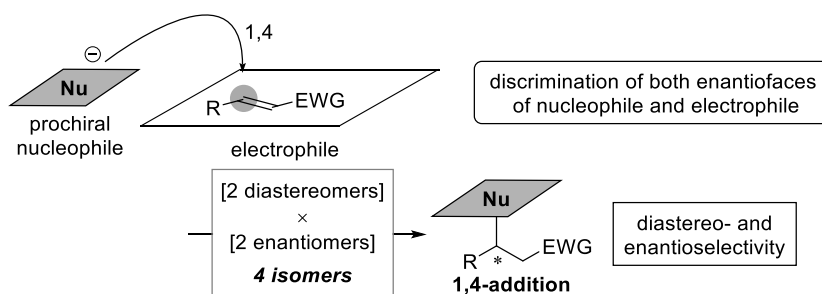 1,4
⊖
Nu
R
EWG
prochiral
nucleophile
electrophile
discrimination of both enantiofaces
of nucleophile and electrophile
[2 diastereomers]
×
[2 enantiomers]
4 isomers
Nu
R
*
EWG
1,4-addition
diastereo- and
enantioselectivity